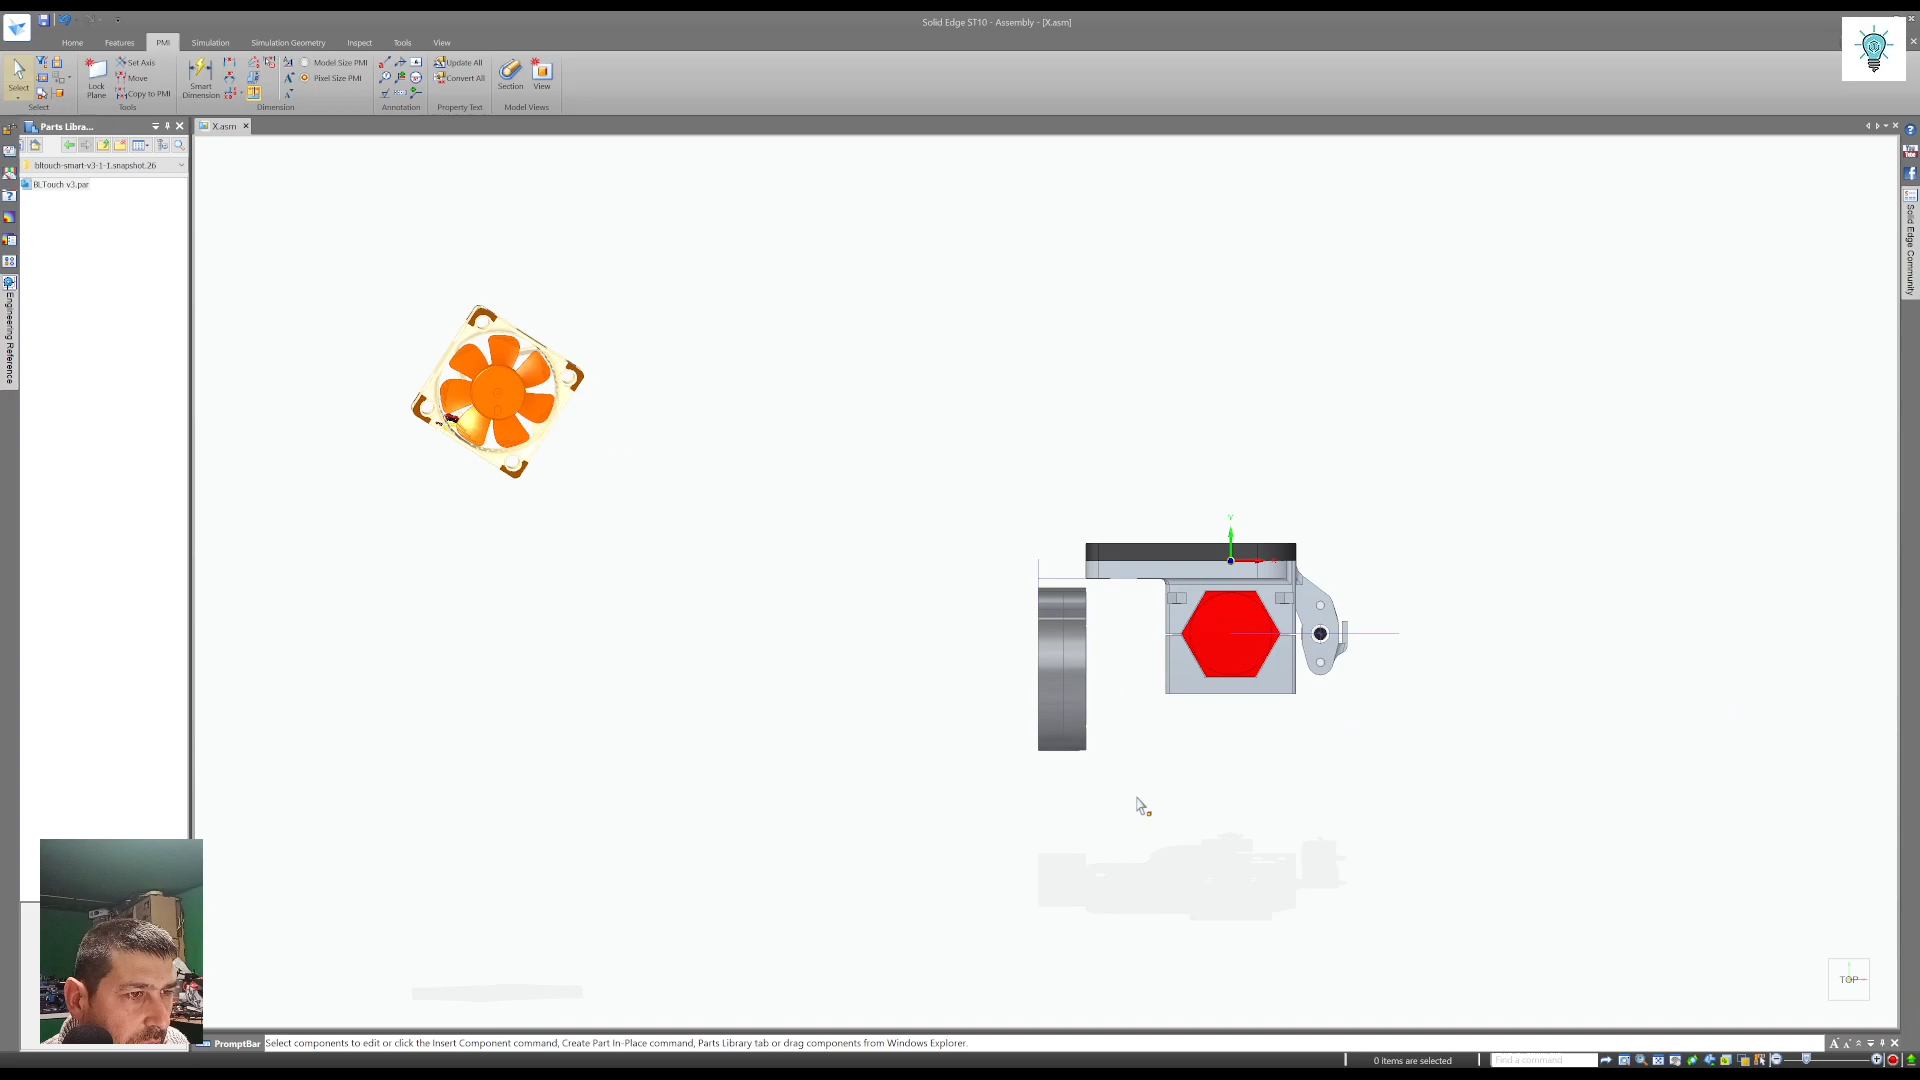 Solid Edge ST10 - Assembly - [X.asm]
Home
Features
PMI
Simulation
Simulation Geometry
Inspect
Tools
View
Select
Select
Lock
Plane
Set Axis
Move
Copy to PMI
Tools
Smart
Dimension
Model Size PMI
Pixel Size PMI
Dimension
Annotation
Update All
Convert All
Property Text
Section
View
Model Views
Parts Libra...
X.asm
bltouch-smart-v3-1-1.snapshot.26
BLTouch v3.par
Engineering Reference
You
Tube
Solid Edge Community
Y
TOP
PromptBar
Select components to edit or click the Insert Component command, Create Part In-Place command, Parts Library tab or drag components from Windows Explorer.
0 items are selected
Find a command